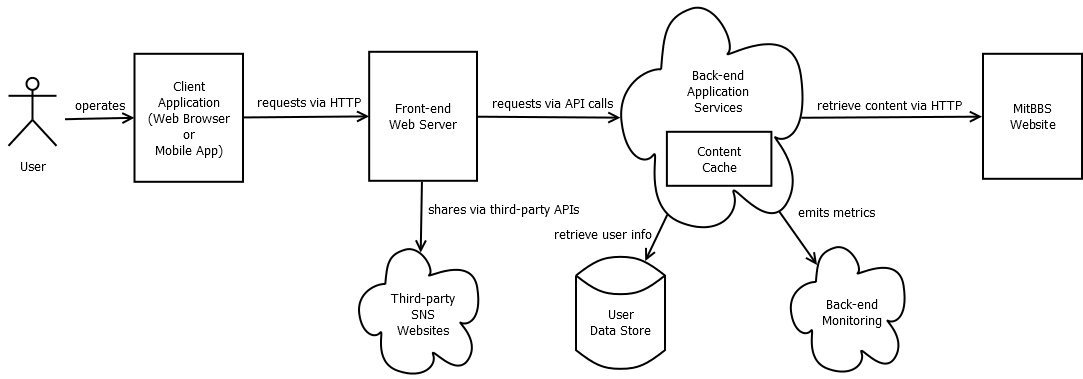 User
operates
Client
Application
(Web Browser
or
Mobile App)
requests via HTTP
Front-end
Web Server
requests via API calls
Back-end
Application
Services
Content
Cache
retrieve content via HTTP
MitBBS
Website
shares via third-party APIs
retrieve user info
emits metrics
Third-party
SNS
Websites
User
Data Store
Back-end
Monitoring